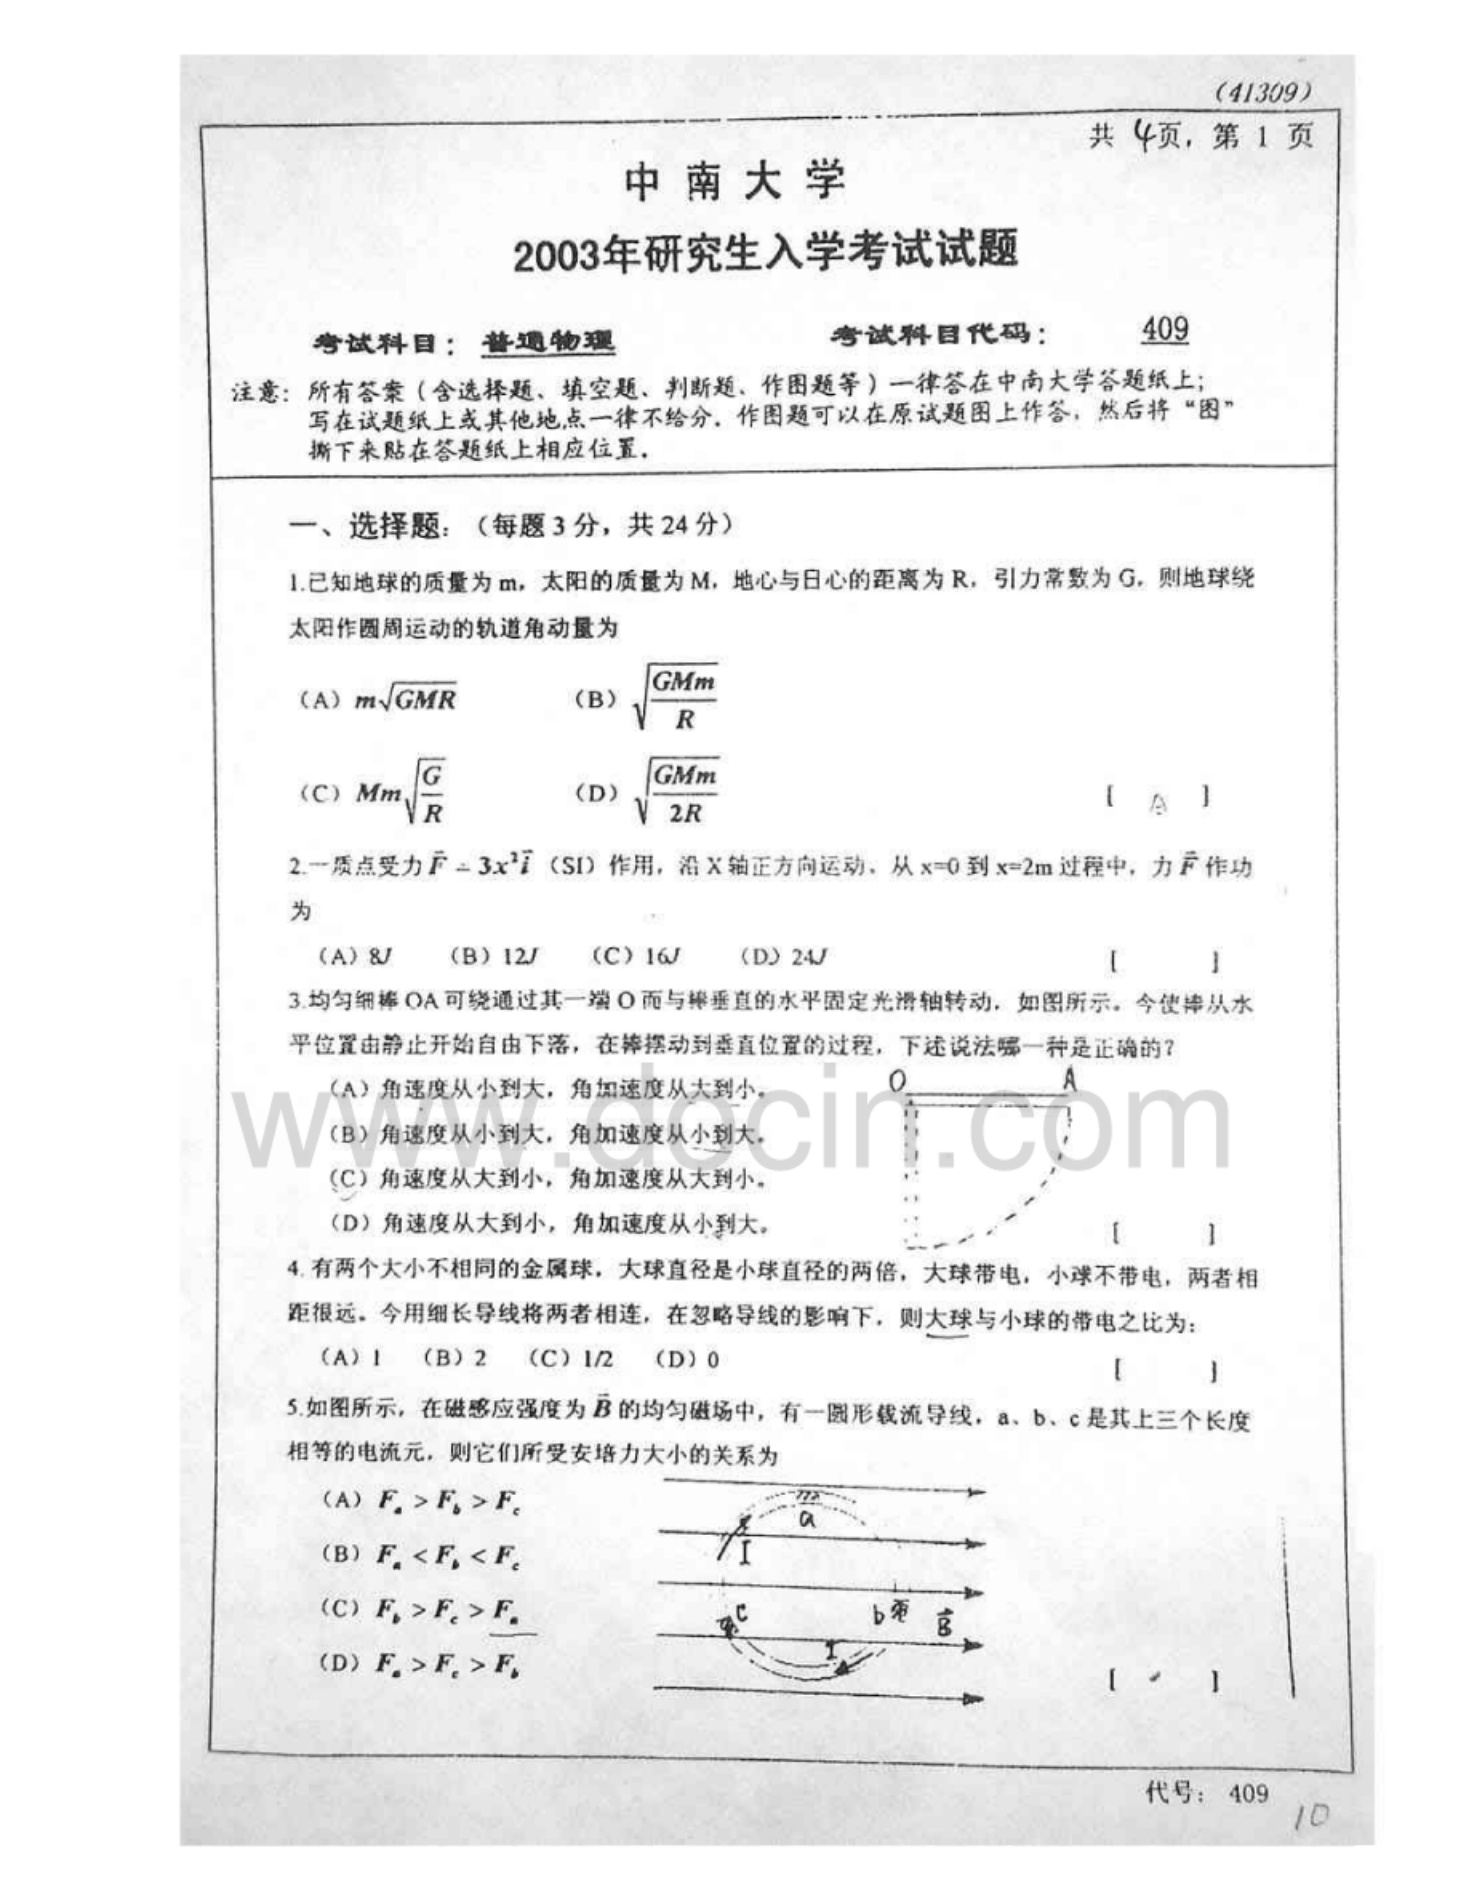 (41309)
共 4页，第 1 页
中 南 大 学
2003年研究生入学考试试题
考试科目：普通物理 考试科目代码： 409
注意：所有答案（含选择题、填空题、判断题、作图题等）一律答在中南大学答题纸上；
写在试题纸上或其他地点一律不给分．作图题可以在原试题图上作答，然后将“图”
撕下来贴在答题纸上相应位置．
一、选择题：（每题 3 分，共 24 分）
1.已知地球的质量为 m，太阳的质量为 M，地心与日心的距离为 R，引力常数为 G，则地球绕
太阳作圆周运动的轨道角动量为
（A）m√GMR （B）√(GMm/R)
（C）Mm√(G/R) （D）√(GMm/2R) [ A ]
2.一质点受力 F⃗ = 3x²i⃗（SI）作用，沿 X 轴正方向运动．从 x=0 到 x=2m 过程中，力 F⃗ 作功
为
（A）8J （B）12J （C）16J （D）24J [ ]
3.均匀细棒 OA 可绕通过其一端 O 而与棒垂直的水平固定光滑轴转动，如图所示。今使棒从水
平位置由静止开始自由下落，在棒摆动到垂直位置的过程，下述说法哪一种是正确的？
（A）角速度从小到大，角加速度从大到小。
（B）角速度从小到大，角加速度从小到大。
（C）角速度从大到小，角加速度从大到小。
（D）角速度从大到小，角加速度从小到大。 [ ]
O A
4.有两个大小不相同的金属球．大球直径是小球直径的两倍，大球带电，小球不带电，两者相
距很远。今用细长导线将两者相连，在忽略导线的影响下，则大球与小球的带电之比为：
（A）1 （B）2 （C）1/2 （D）0 [ ]
5.如图所示，在磁感应强度为 B⃗ 的均匀磁场中，有一圆形载流导线，a、b、c 是其上三个长度
相等的电流元，则它们所受安培力大小的关系为
（A）Fa > Fb > Fc
（B）Fa < Fb < Fc
（C）Fb > Fc > Fa
（D）Fa > Fc > Fb [ ]
a
I
c b B⃗
I
代号： 409
10
www.docin.com